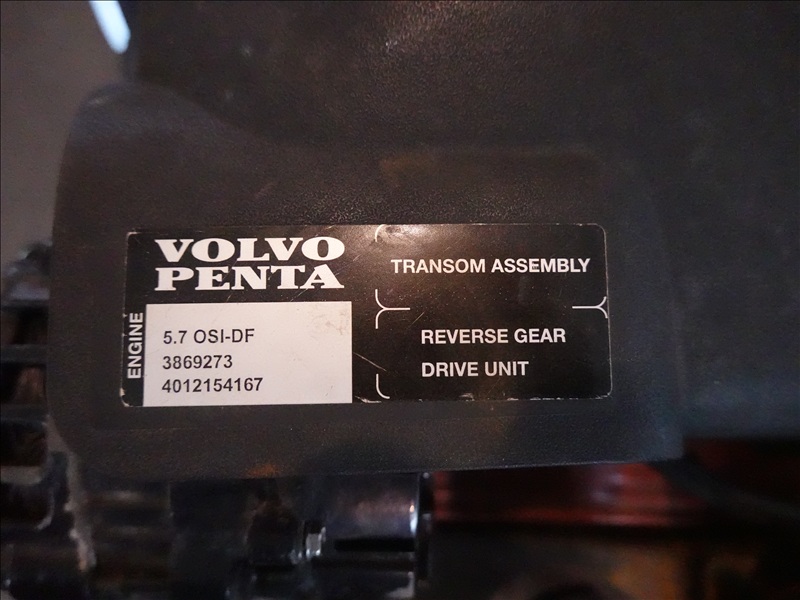 VOLVO
PENTA
ENGINE
5.7 OSI-DF
3869273
4012154167
TRANSOM ASSEMBLY
REVERSE GEAR
DRIVE UNIT